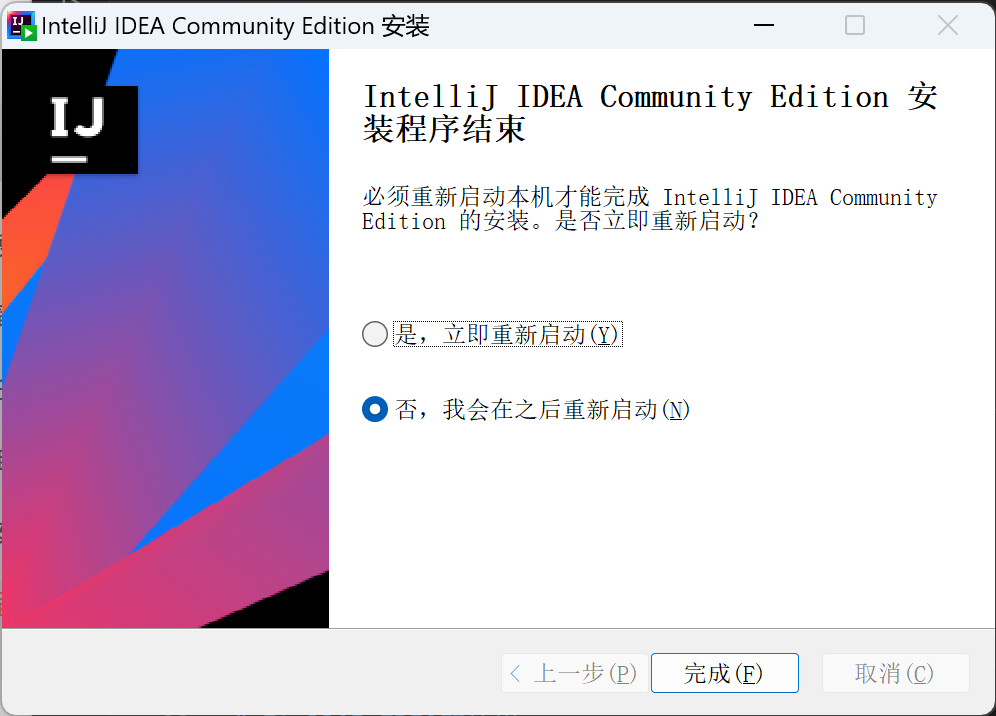 IntelliJ IDEA Community Edition 安装
IJ
IntelliJ IDEA Community Edition 安
装程序结束
必须重新启动本机才能完成 IntelliJ IDEA Community
Edition 的安装。是否立即重新启动？
是，立即重新启动(Y)
否，我会在之后重新启动(N)
< 上一步(P)
完成(F)
取消(C)